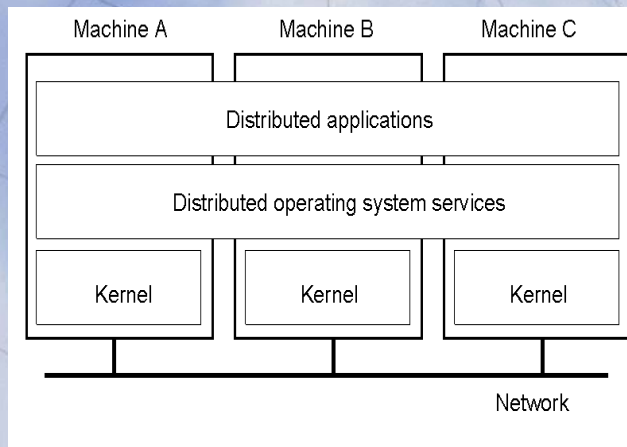 Machine A
Machine B
Machine C
Distributed applications
Distributed operating system services
Kernel
Kernel
Kernel
Network